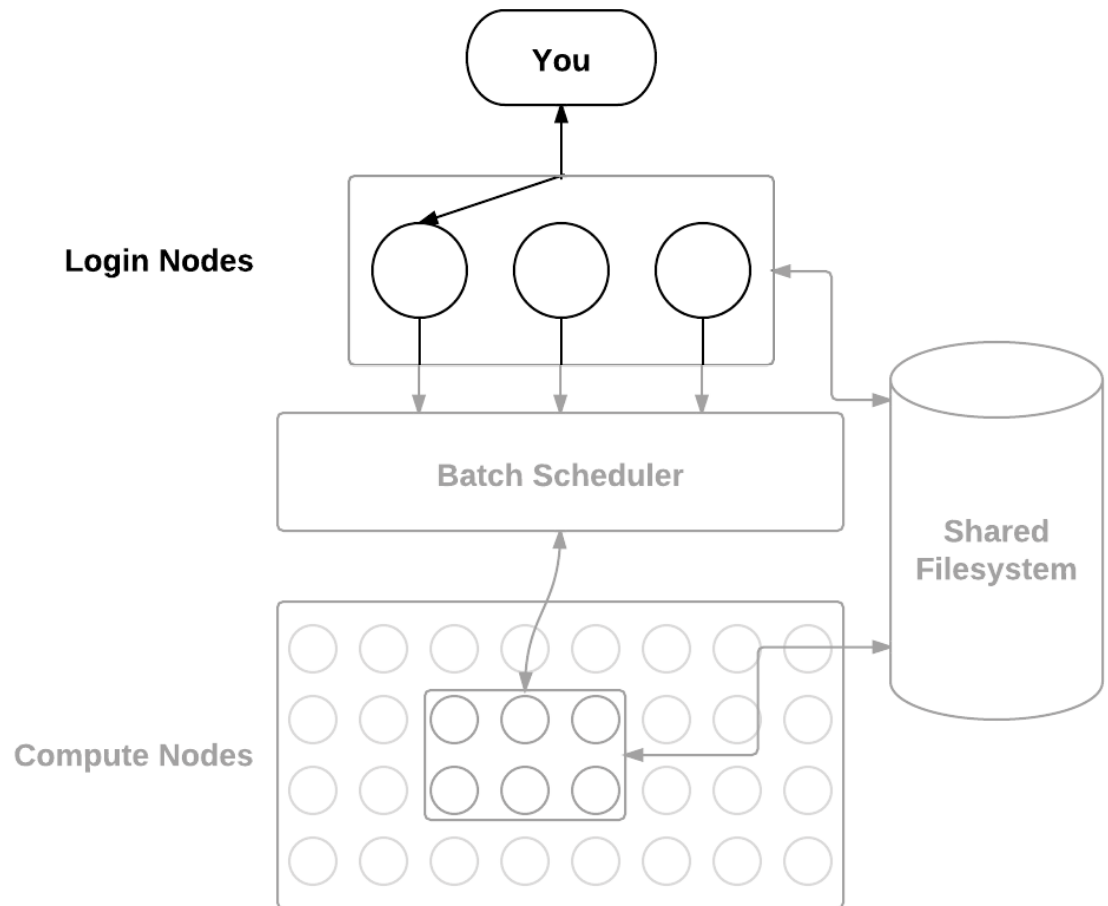 You
Login Nodes
Batch Scheduler
Shared
Filesystem
Compute Nodes